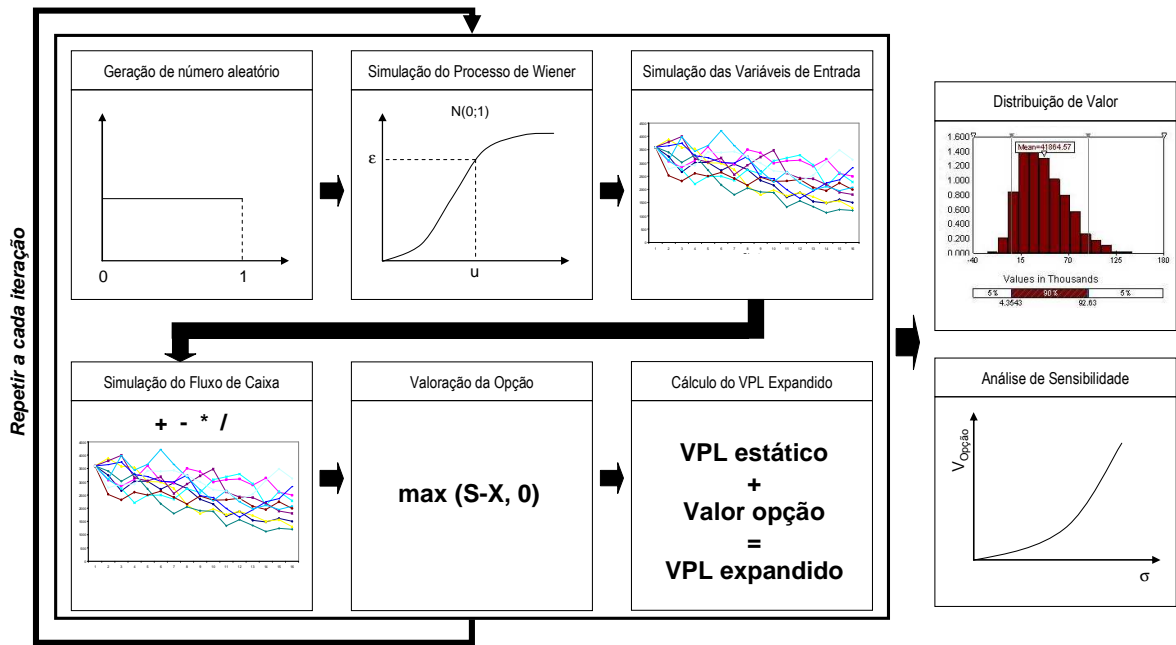 Repetir a cada iteração
Geração de número aleatório
0
1
Simulação do Processo de Wiener
N(0;1)
ε
u
Simulação das Variáveis de Entrada
Distribuição de Valor
1.600
1.400
1.200
1.000
0.800
0.600
0.400
0.200
0.000
Mean=41864.57
-40
15
70
125
180
Values in Thousands
5%
90%
5%
4.3543
92.63
Simulação do Fluxo de Caixa
+ - * /
Valoração da Opção
max (S-X, 0)
Cálculo do VPL Expandido
VPL estático
+
Valor opção
=
VPL expandido
Análise de Sensibilidade
VOpção
σ